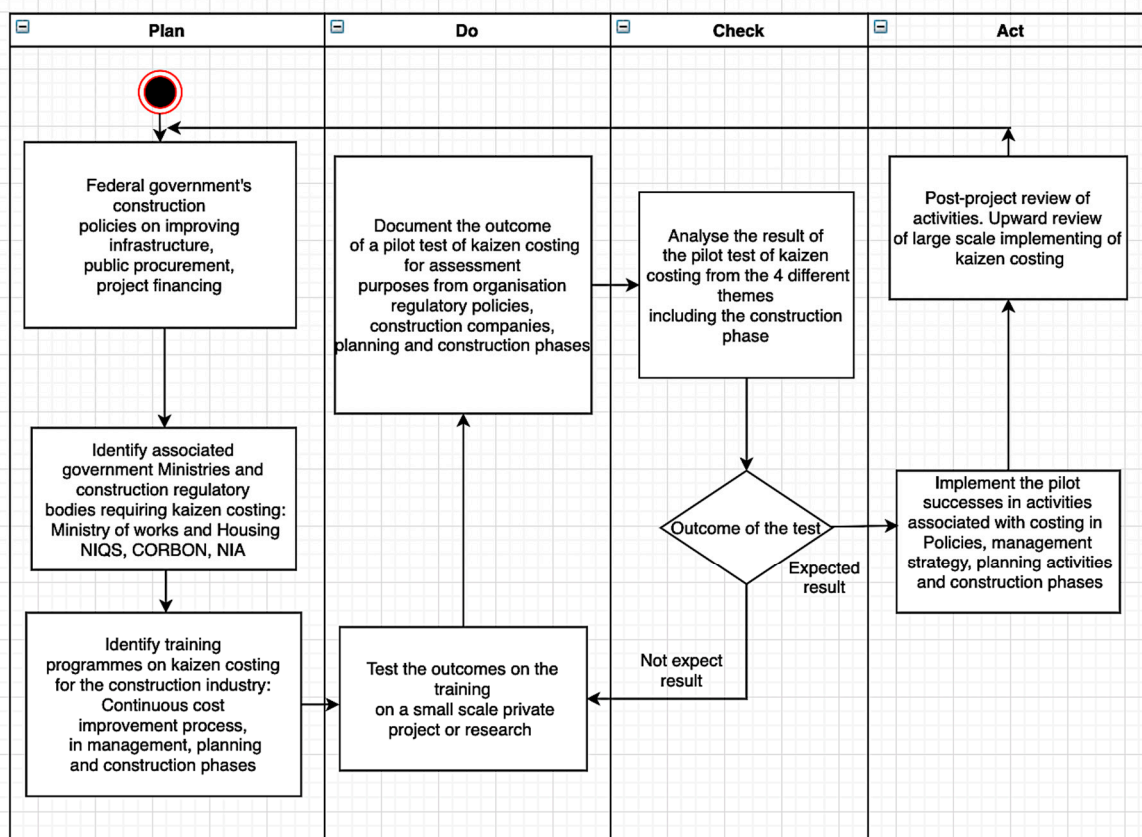 Plan
Do
Check
Act
Federal government's
construction
policies on improving
infrastructure,
public procurement,
project financing
Identify associated
government Ministries and
construction regulatory
bodies requiring kaizen costing:
Ministry of works and Housing
NIQS, CORBON, NIA
Identify training
programmes on kaizen costing
for the construction industry:
Continuous cost
improvement process,
in management, planning
and construction phases
Document the outcome
of a pilot test of kaizen costing
for assessment
purposes from organisation
regulatory policies,
construction companies,
planning and construction phases
Test the outcomes on the
training
on a small scale private
project or research
Analyse the result of
the pilot test of kaizen
costing from the 4 different
themes
including the construction
phase
Outcome of the test
Expected
result
Not expect
result
Post-project review of
activities. Upward review
of large scale implementing of
kaizen costing
Implement the pilot
successes in activities
associated with costing in
Policies, management
strategy, planning activities
and construction phases